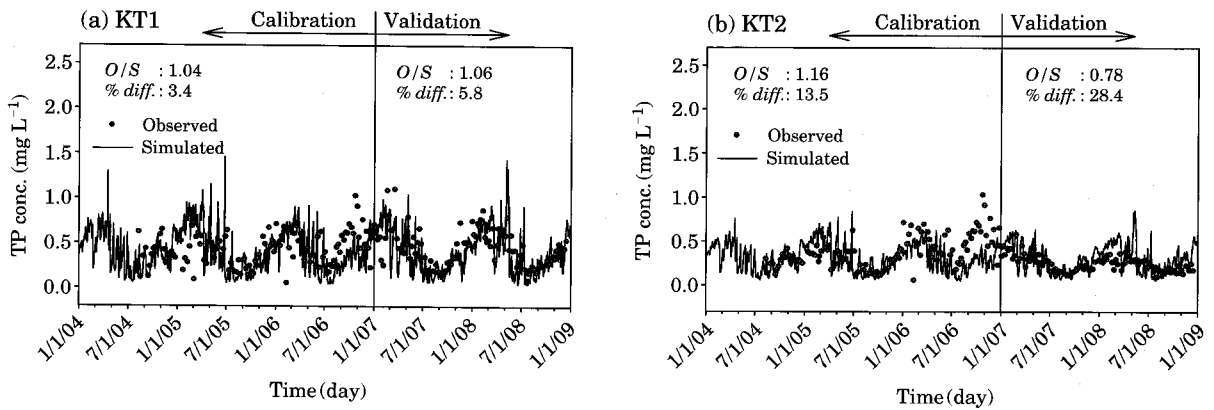 (a) KT1
Calibration
Validation
O/S : 1.04
% diff. : 3.4
O/S : 1.06
% diff. : 5.8
Observed
Simulated
TP conc. (mg L⁻¹)
2.5
2.0
1.5
1.0
0.5
0.0
1/1/04
7/1/04
1/1/05
7/1/05
1/1/06
7/1/06
1/1/07
7/1/07
1/1/08
7/1/08
1/1/09
Time (day)
(b) KT2
Calibration
Validation
O/S : 1.16
% diff. : 13.5
O/S : 0.78
% diff. : 28.4
Observed
Simulated
TP conc. (mg L⁻¹)
2.5
2.0
1.5
1.0
0.5
0.0
1/1/04
7/1/04
1/1/05
7/1/05
1/1/06
7/1/06
1/1/07
7/1/07
1/1/08
7/1/08
1/1/09
Time (day)